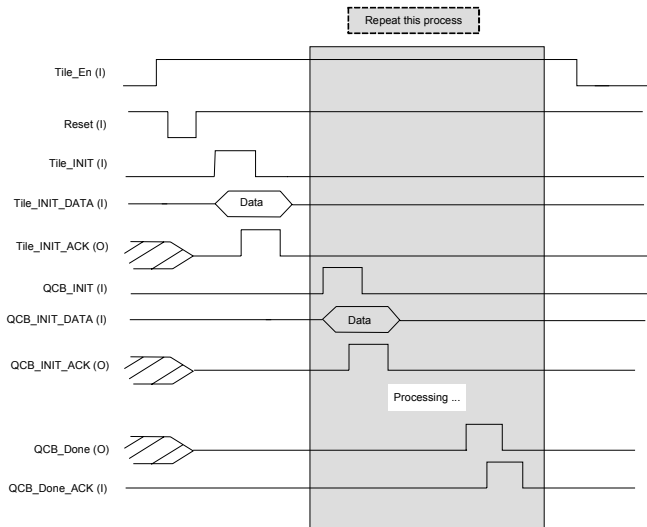 Repeat this process
Tile_En (I)
Reset (I)
Tile_INIT (I)
Tile_INIT_DATA (I)
Data
Tile_INIT_ACK (O)
QCB_INIT (I)
QCB_INIT_DATA (I)
Data
QCB_INIT_ACK (O)
Processing ...
QCB_Done (O)
QCB_Done_ACK (I)